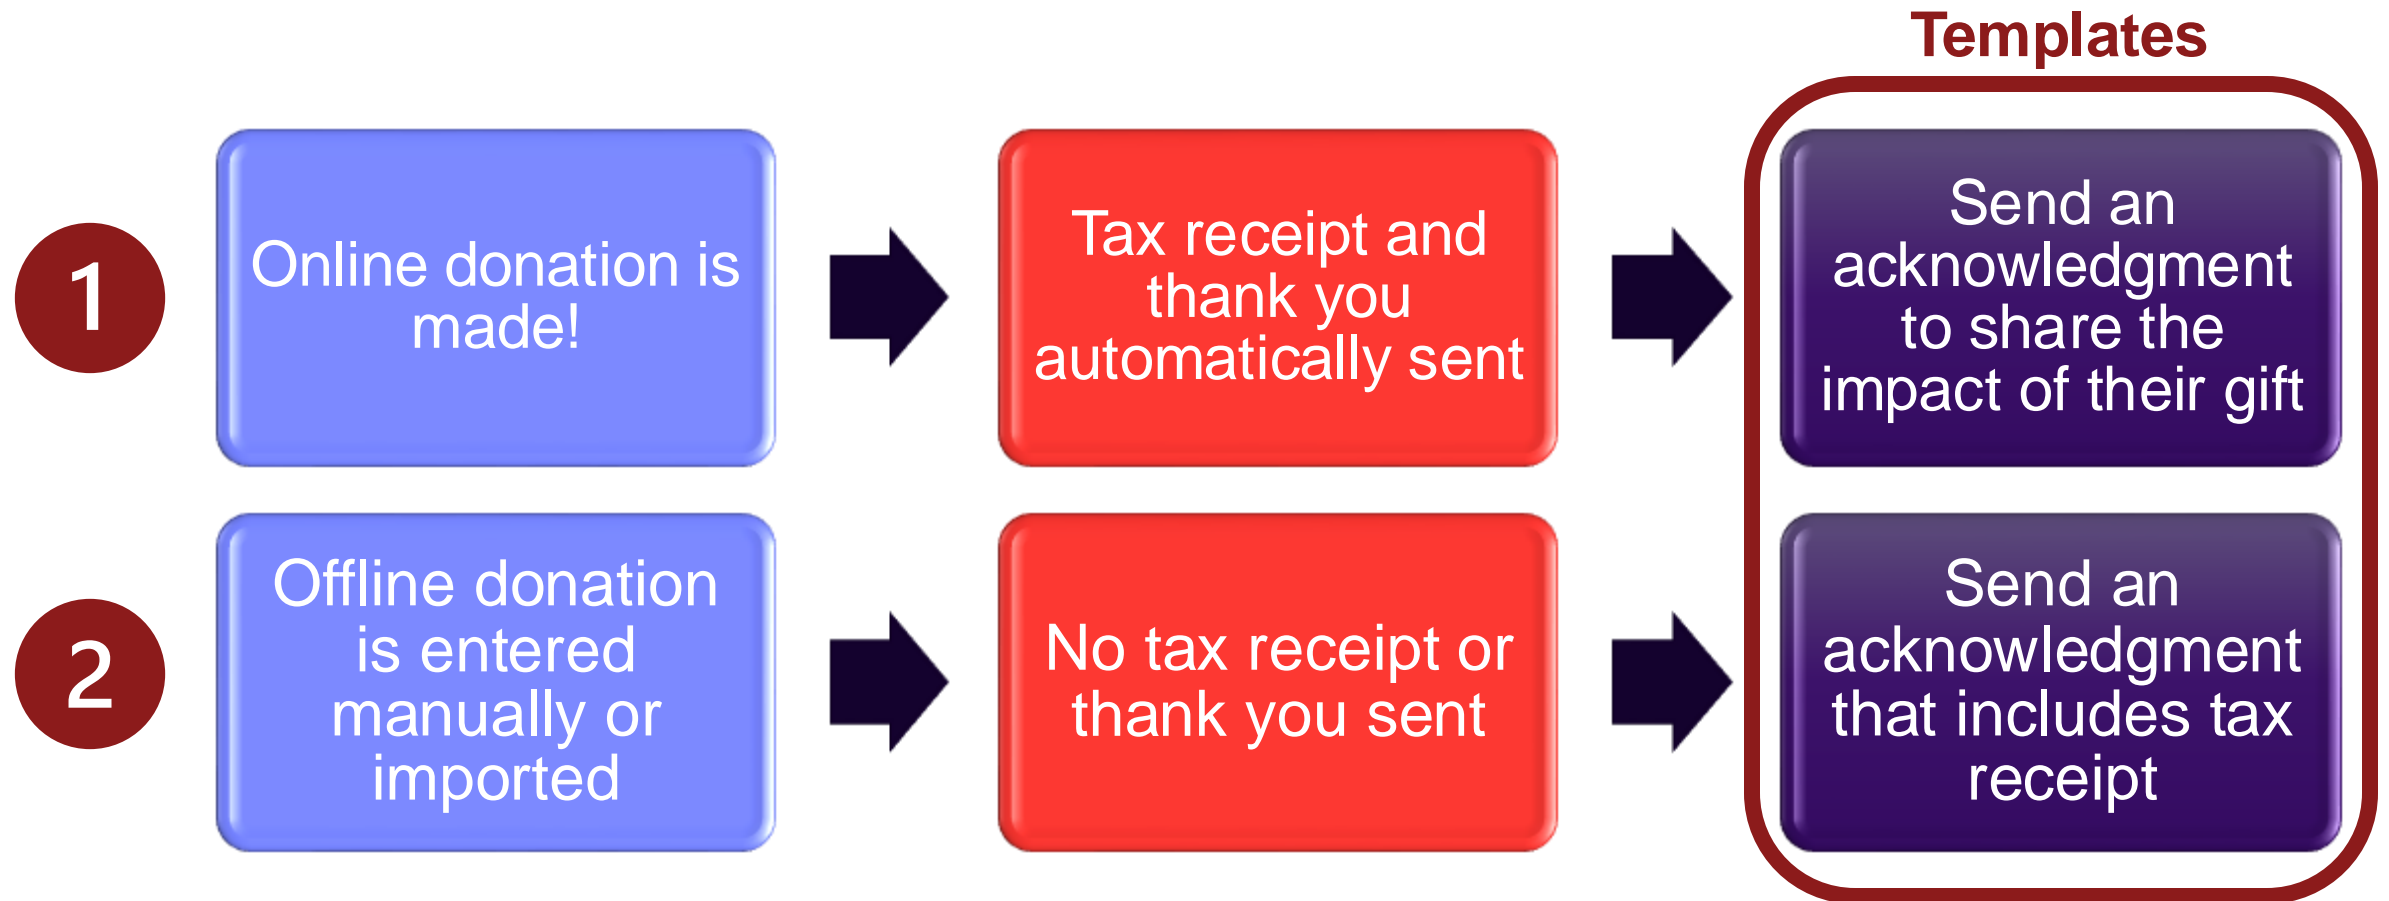 Templates
1
Online donation is
made!
Tax receipt and
thank you
automatically sent
Send an
acknowledgment
to share the
impact of their gift
2
Offline donation
is entered
manually or
imported
No tax receipt or
thank you sent
Send an
acknowledgment
that includes tax
receipt